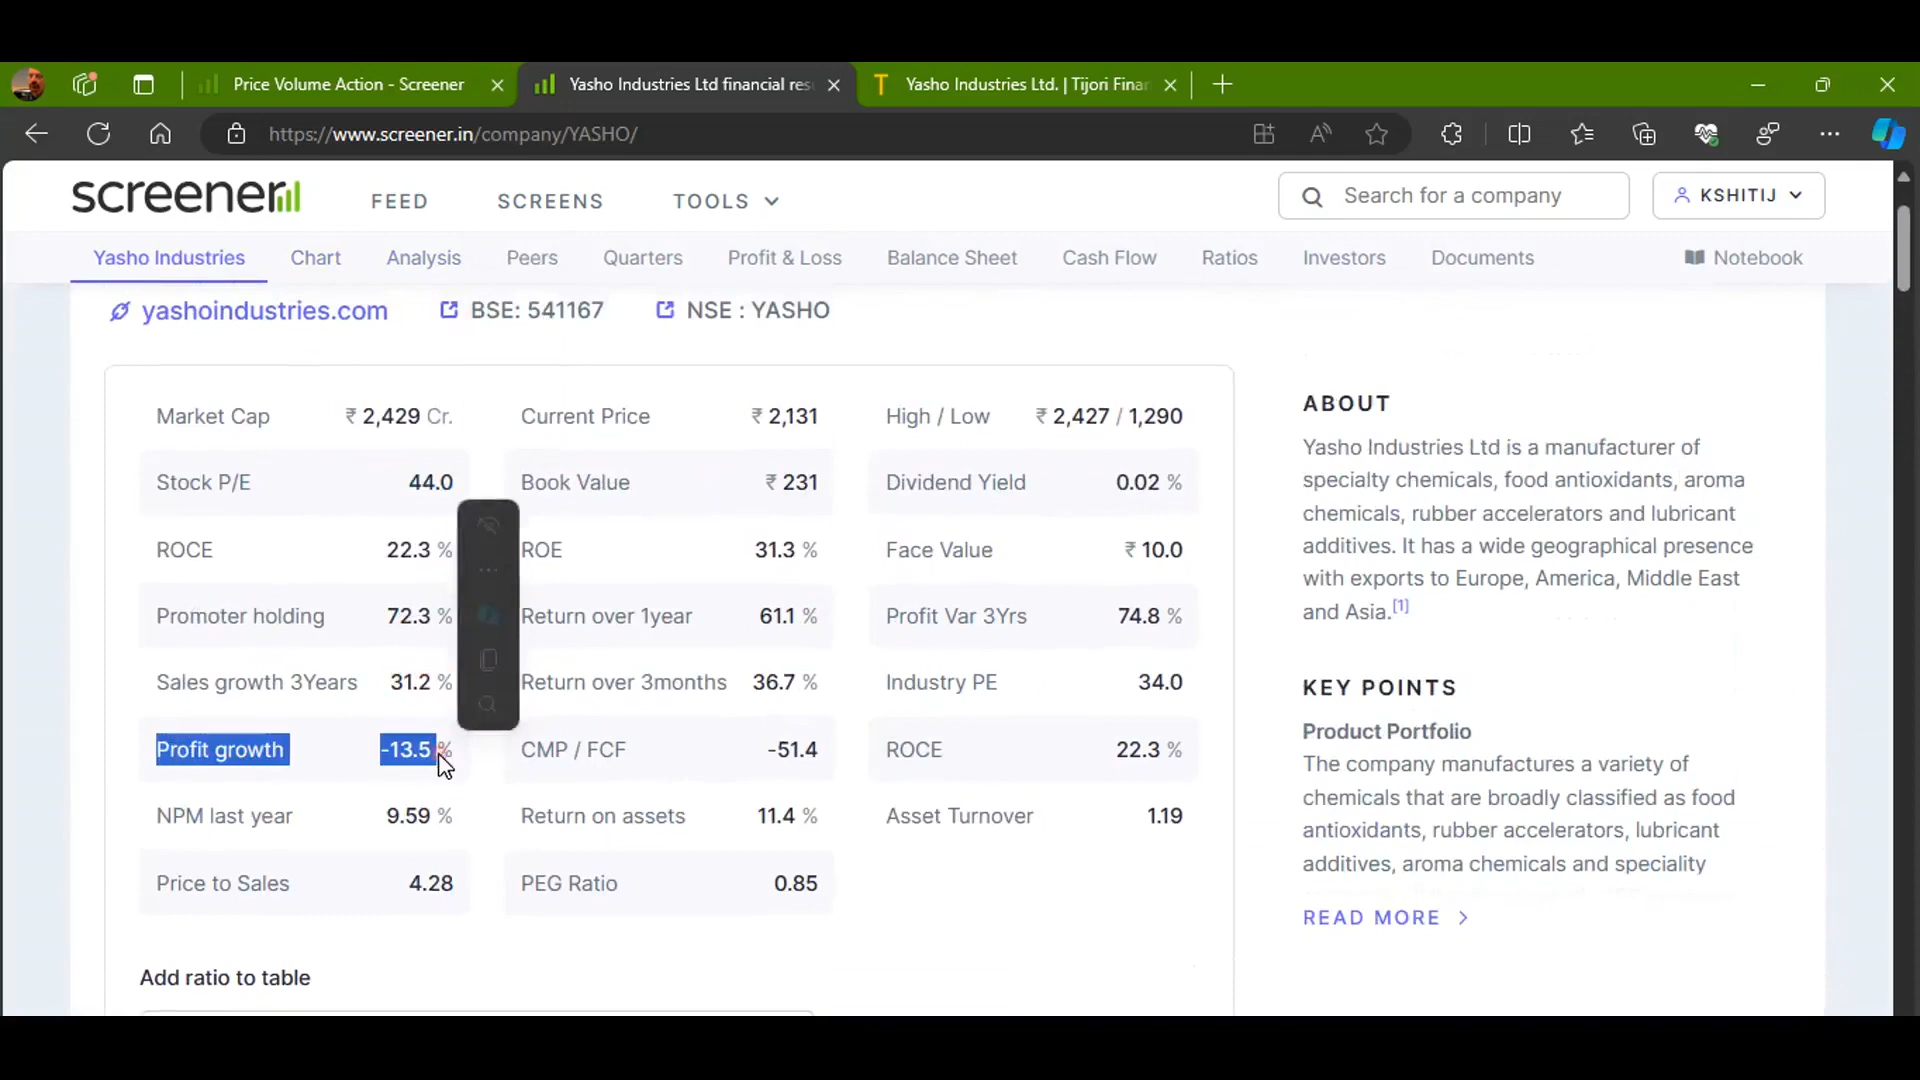 Price Volume Action - Screener
Yasho Industries Ltd financial res
Yasho Industries Ltd. | Tijori Finan
https://www.screener.in/company/YASHO/
screener
FEED
SCREENS
TOOLS
Search for a company
KSHITIJ
Yasho Industries
Chart
Analysis
Peers
Quarters
Profit & Loss
Balance Sheet
Cash Flow
Ratios
Investors
Documents
Notebook
yashoindustries.com
BSE: 541167
NSE : YASHO
Market Cap ₹ 2,429 Cr.
Current Price ₹ 2,131
High / Low ₹ 2,427 / 1,290
Stock P/E 44.0
Book Value ₹ 231
Dividend Yield 0.02 %
ROCE 22.3 %
ROE 31.3 %
Face Value ₹ 10.0
Promoter holding 72.3 %
Return over 1year 61.1 %
Profit Var 3Yrs 74.8 %
Sales growth 3Years 31.2 %
Return over 3months 36.7 %
Industry PE 34.0
Profit growth -13.5 %
CMP / FCF -51.4
ROCE 22.3 %
NPM last year 9.59 %
Return on assets 11.4 %
Asset Turnover 1.19
Price to Sales 4.28
PEG Ratio 0.85
Add ratio to table
ABOUT
Yasho Industries Ltd is a manufacturer of
specialty chemicals, food antioxidants, aroma
chemicals, rubber accelerators and lubricant
additives. It has a wide geographical presence
with exports to Europe, America, Middle East
and Asia.[1]
KEY POINTS
Product Portfolio
The company manufactures a variety of
chemicals that are broadly classified as food
antioxidants, rubber accelerators, lubricant
additives, aroma chemicals and speciality
READ MORE